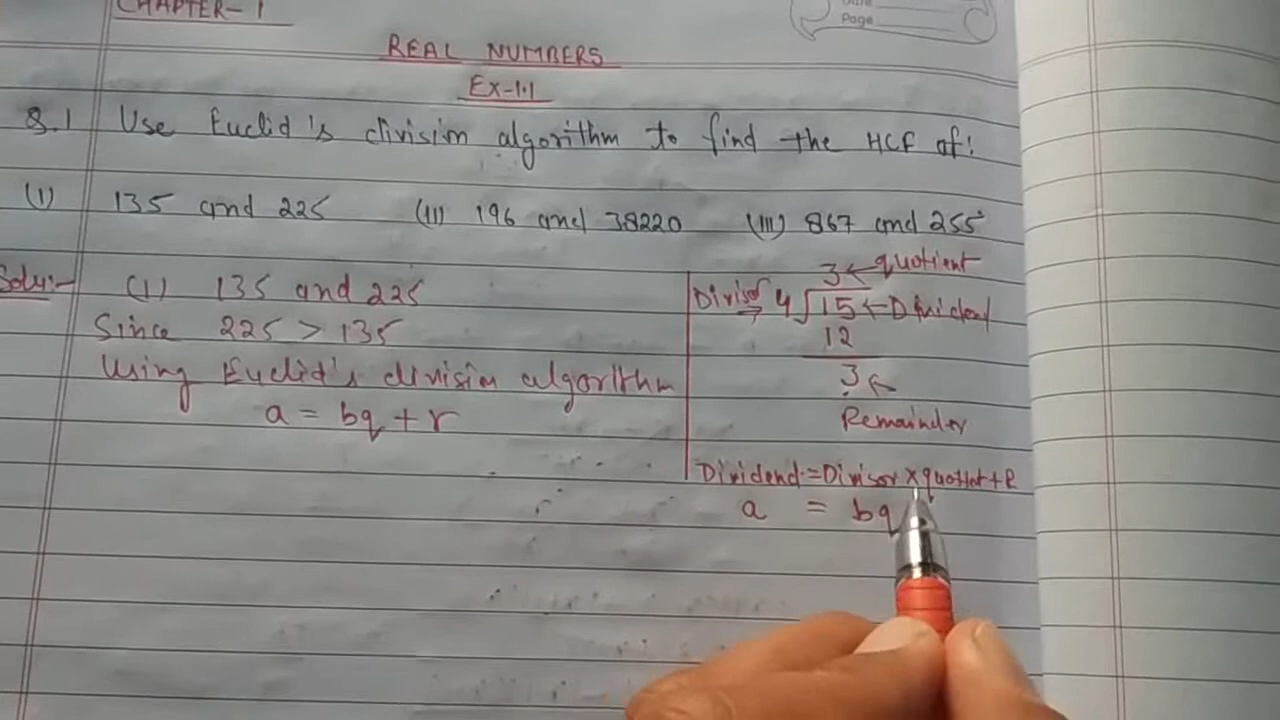 CHAPTER-1
Page
REAL NUMBERS
EX-1.1
Q.1 Use Euclid's division algorithm to find the HCF of:
(I) 135 and 225 (II) 196 and 38220 (III) 867 and 255
Soln:- (I) 135 and 225
Since 225 > 135
Using Euclid's division algorithm
a = bq + r
3 ← quotient
Divisor → 4 √15 ← Dividend
12
3 ←
Remainder
Dividend = Divisor × quotient + R
a = bq